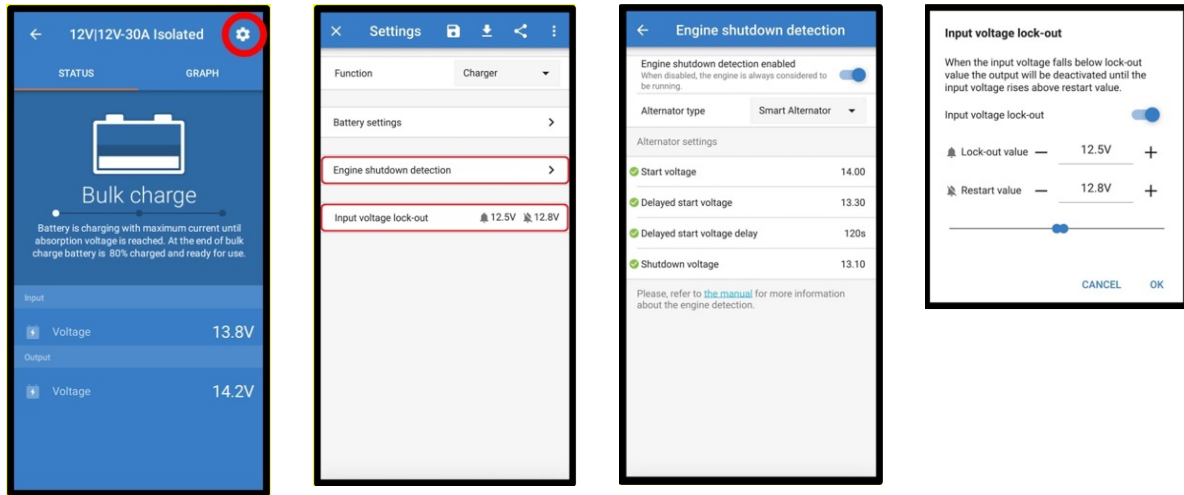 12V|12V-30A Isolated
STATUS
GRAPH
Bulk charge
Battery is charging with maximum current until
absorption voltage is reached. At the end of bulk
charge battery is 80% charged and ready for use.
Input
Voltage 13.8V
Output
Voltage 14.2V
Settings
Function Charger
Battery settings
Engine shutdown detection
Input voltage lock-out 12.5V 12.8V
Engine shutdown detection
Engine shutdown detection enabled
When disabled, the engine is always considered to
be running.
Alternator type Smart Alternator
Alternator settings
Start voltage 14.00
Delayed start voltage 13.30
Delayed start voltage delay 120s
Shutdown voltage 13.10
Please, refer to the manual for more information
about the engine detection.
Input voltage lock-out
When the input voltage falls below lock-out
value the output will be deactivated until the
input voltage rises above restart value.
Input voltage lock-out
Lock-out value — 12.5V +
Restart value — 12.8V +
CANCEL OK